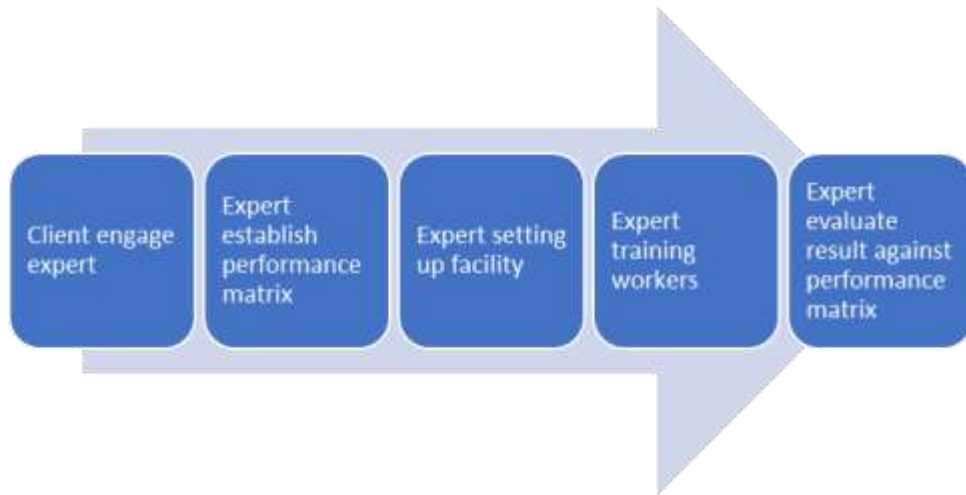 Client engage
expert
Expert
establish
performance
matrix
Expert setting
up facility
Expert
training
workers
Expert
evaluate
result against
performance
matrix